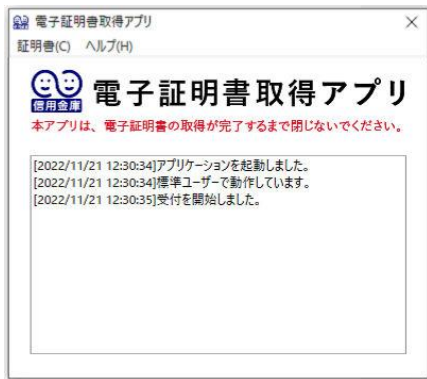 電子証明書取得アプリ
証明書(C) ヘルプ(H)
信用金庫 電子証明書取得アプリ
本アプリは、電子証明書の取得が完了するまで閉じないでください。
[2022/11/21 12:30:34]アプリケーションを起動しました。
[2022/11/21 12:30:34]標準ユーザーで動作しています。
[2022/11/21 12:30:35]受付を開始しました。